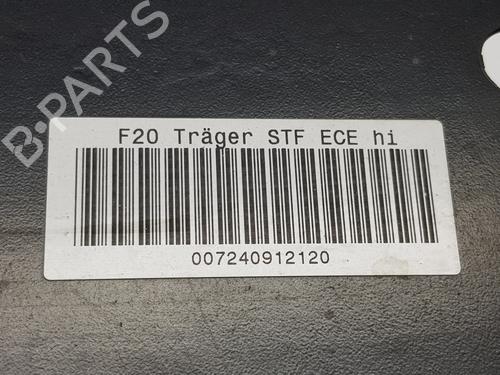 B-PARTS
F20 Träger STF ECE hi
007240912120